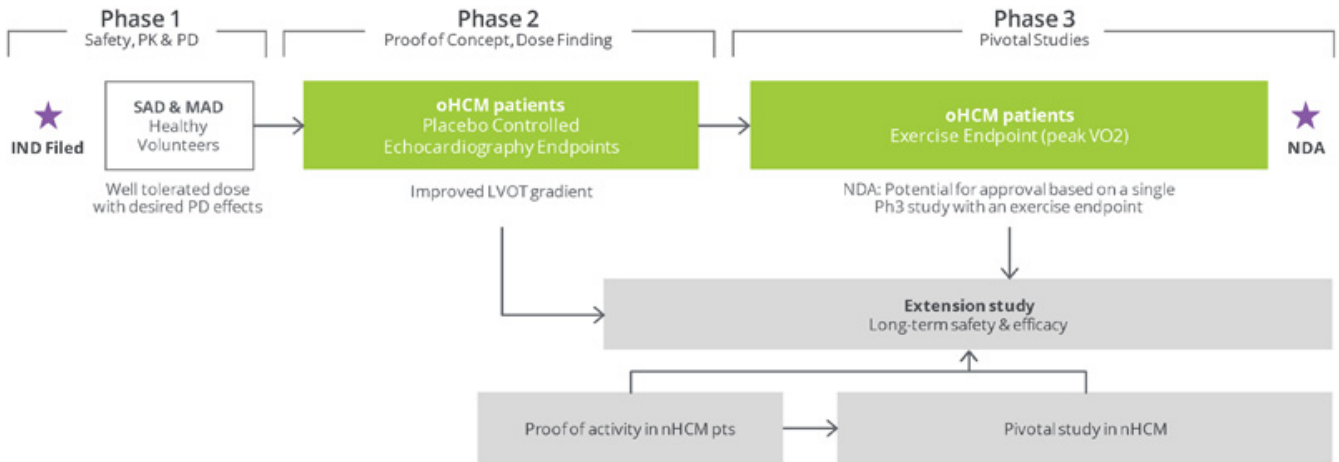 Phase 1
Safety, PK & PD
Phase 2
Proof of Concept, Dose Finding
Phase 3
Pivotal Studies
IND Filed
SAD & MAD
Healthy
Volunteers
Well tolerated dose
with desired PD effects
oHCM patients
Placebo Controlled
Echocardiography Endpoints
Improved LVOT gradient
oHCM patients
Exercise Endpoint (peak VO2)
NDA
NDA: Potential for approval based on a single
Ph3 study with an exercise endpoint
Extension study
Long-term safety & efficacy
Proof of activity in nHCM pts
Pivotal study in nHCM